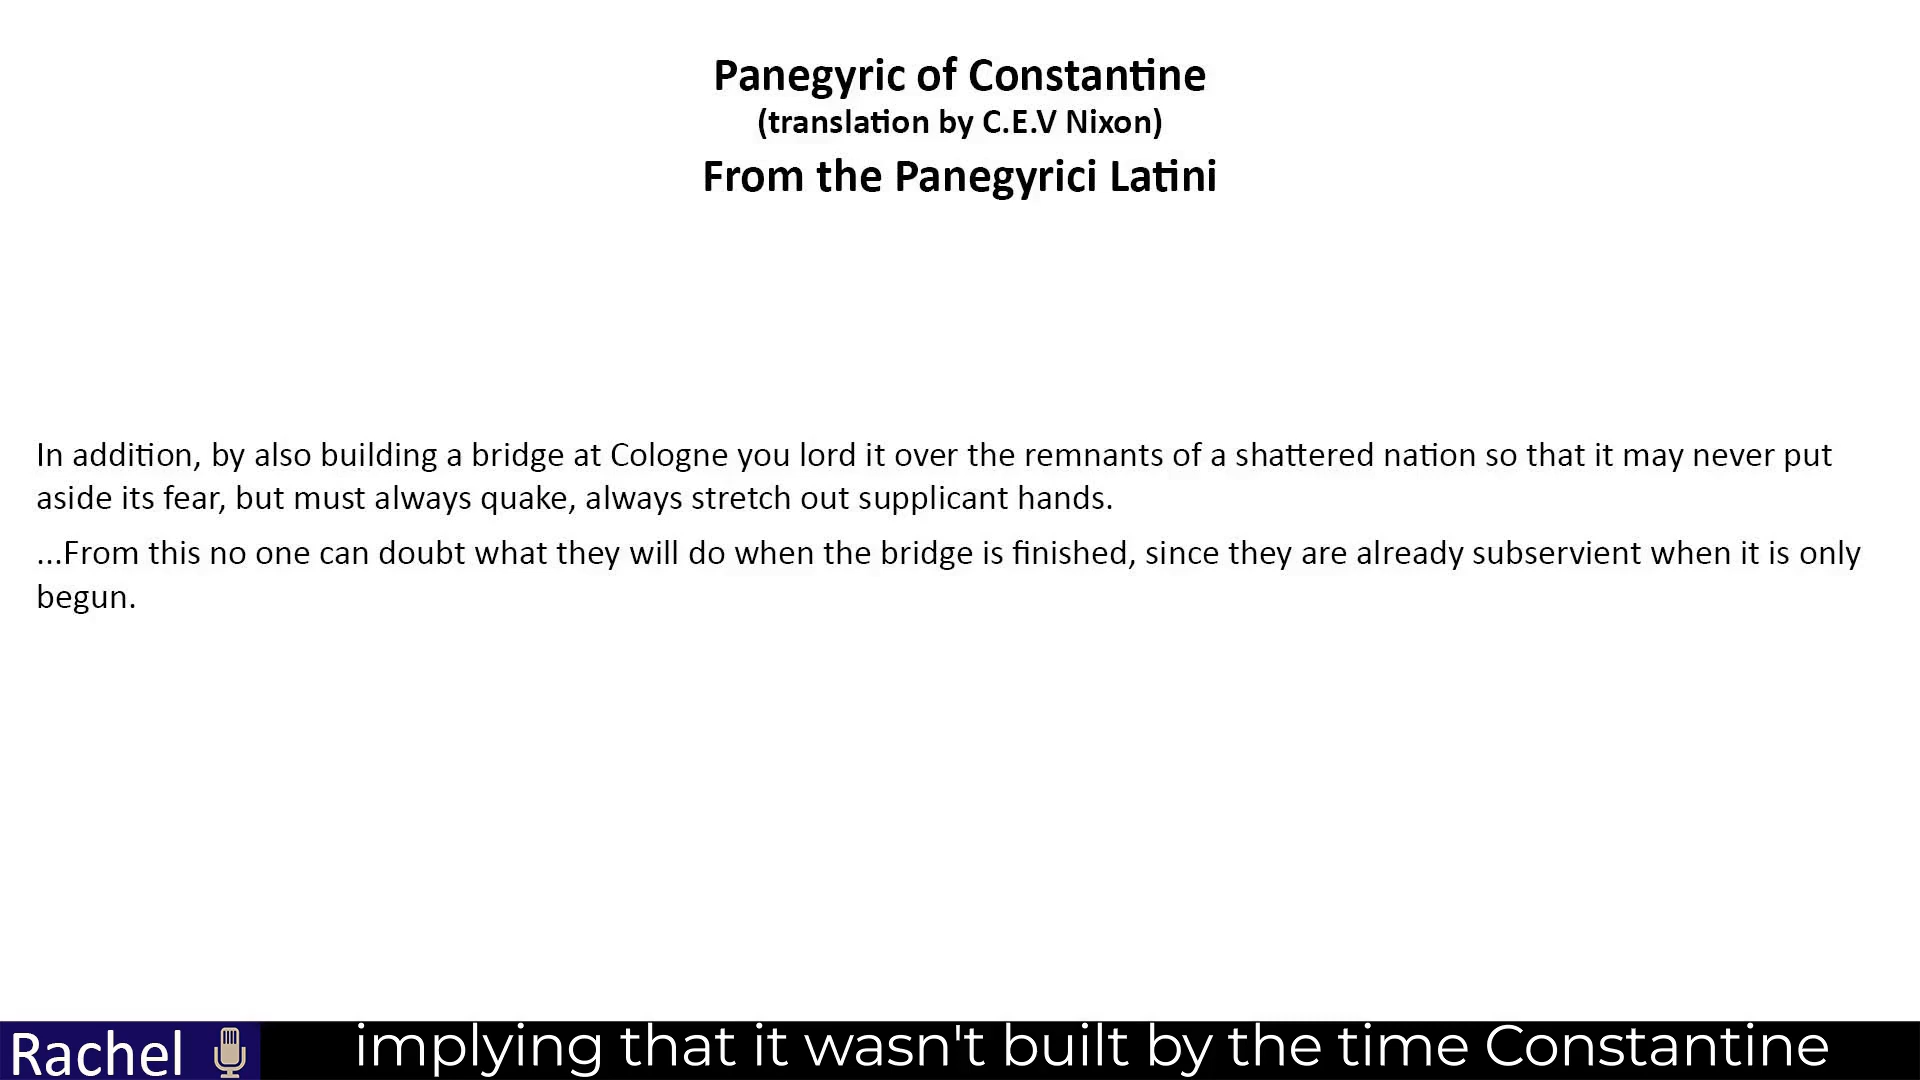 Panegyric of Constantine
(translation by C.E.V Nixon)
From the Panegyrici Latini
In addition, by also building a bridge at Cologne you lord it over the remnants of a shattered nation so that it may never put
aside its fear, but must always quake, always stretch out supplicant hands.
...From this no one can doubt what they will do when the bridge is finished, since they are already subservient when it is only
begun.
Rachel
implying that it wasn't built by the time Constantine